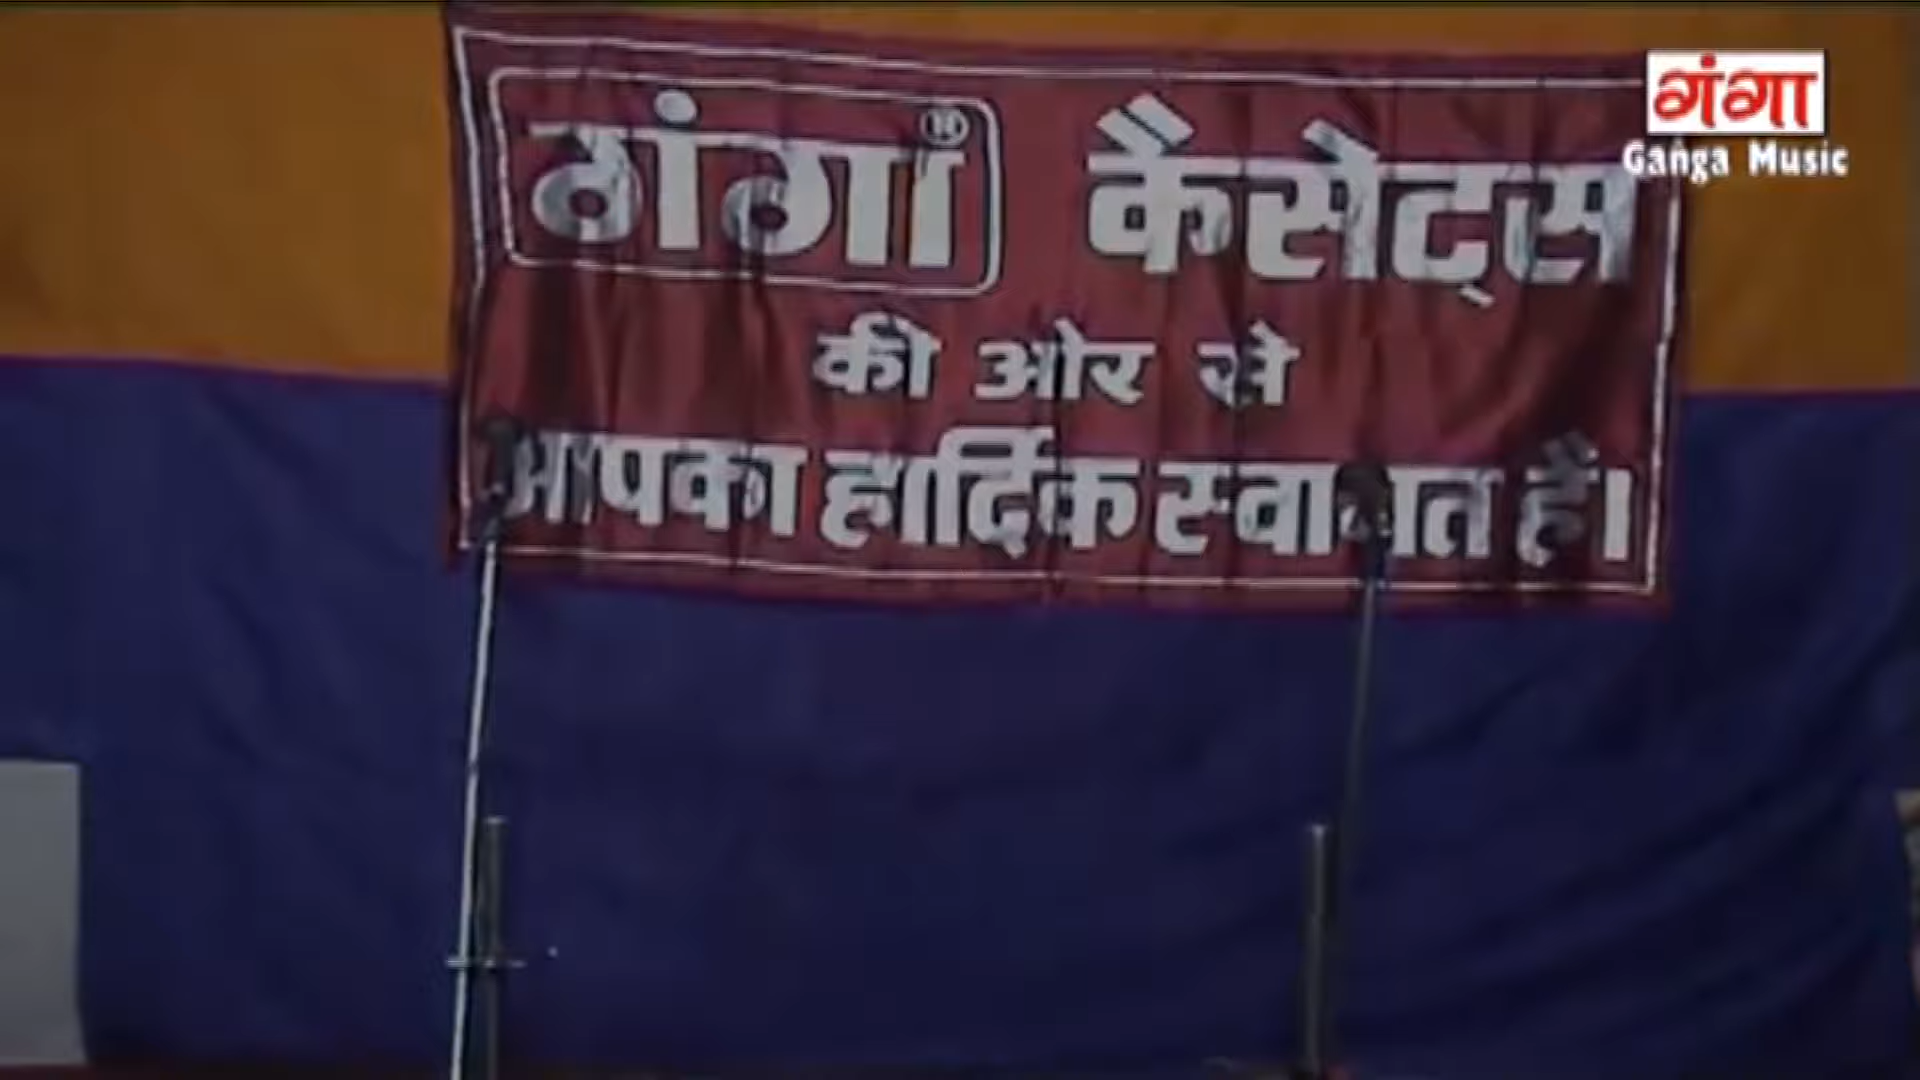 गंगा® कैसेट्स
की ओर से
आपका हार्दिक स्वागत है।
गंगा
Ganga Music